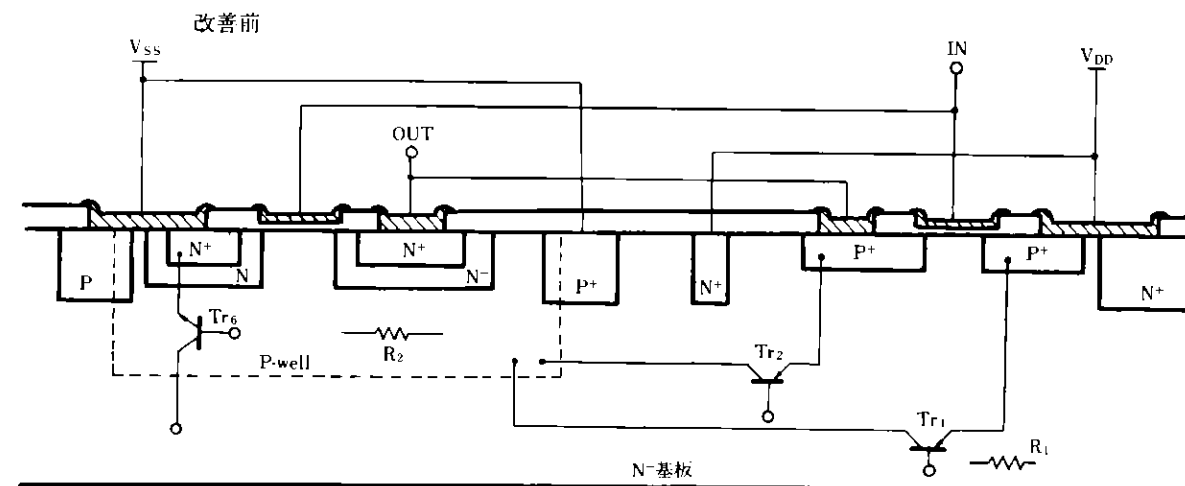 改善前
VSS
IN
VDD
OUT
P
N+
N
N+
N-
P+
N+
P+
P+
N+
Tr6
R2
P-well
Tr2
Tr1
R1
N-基板